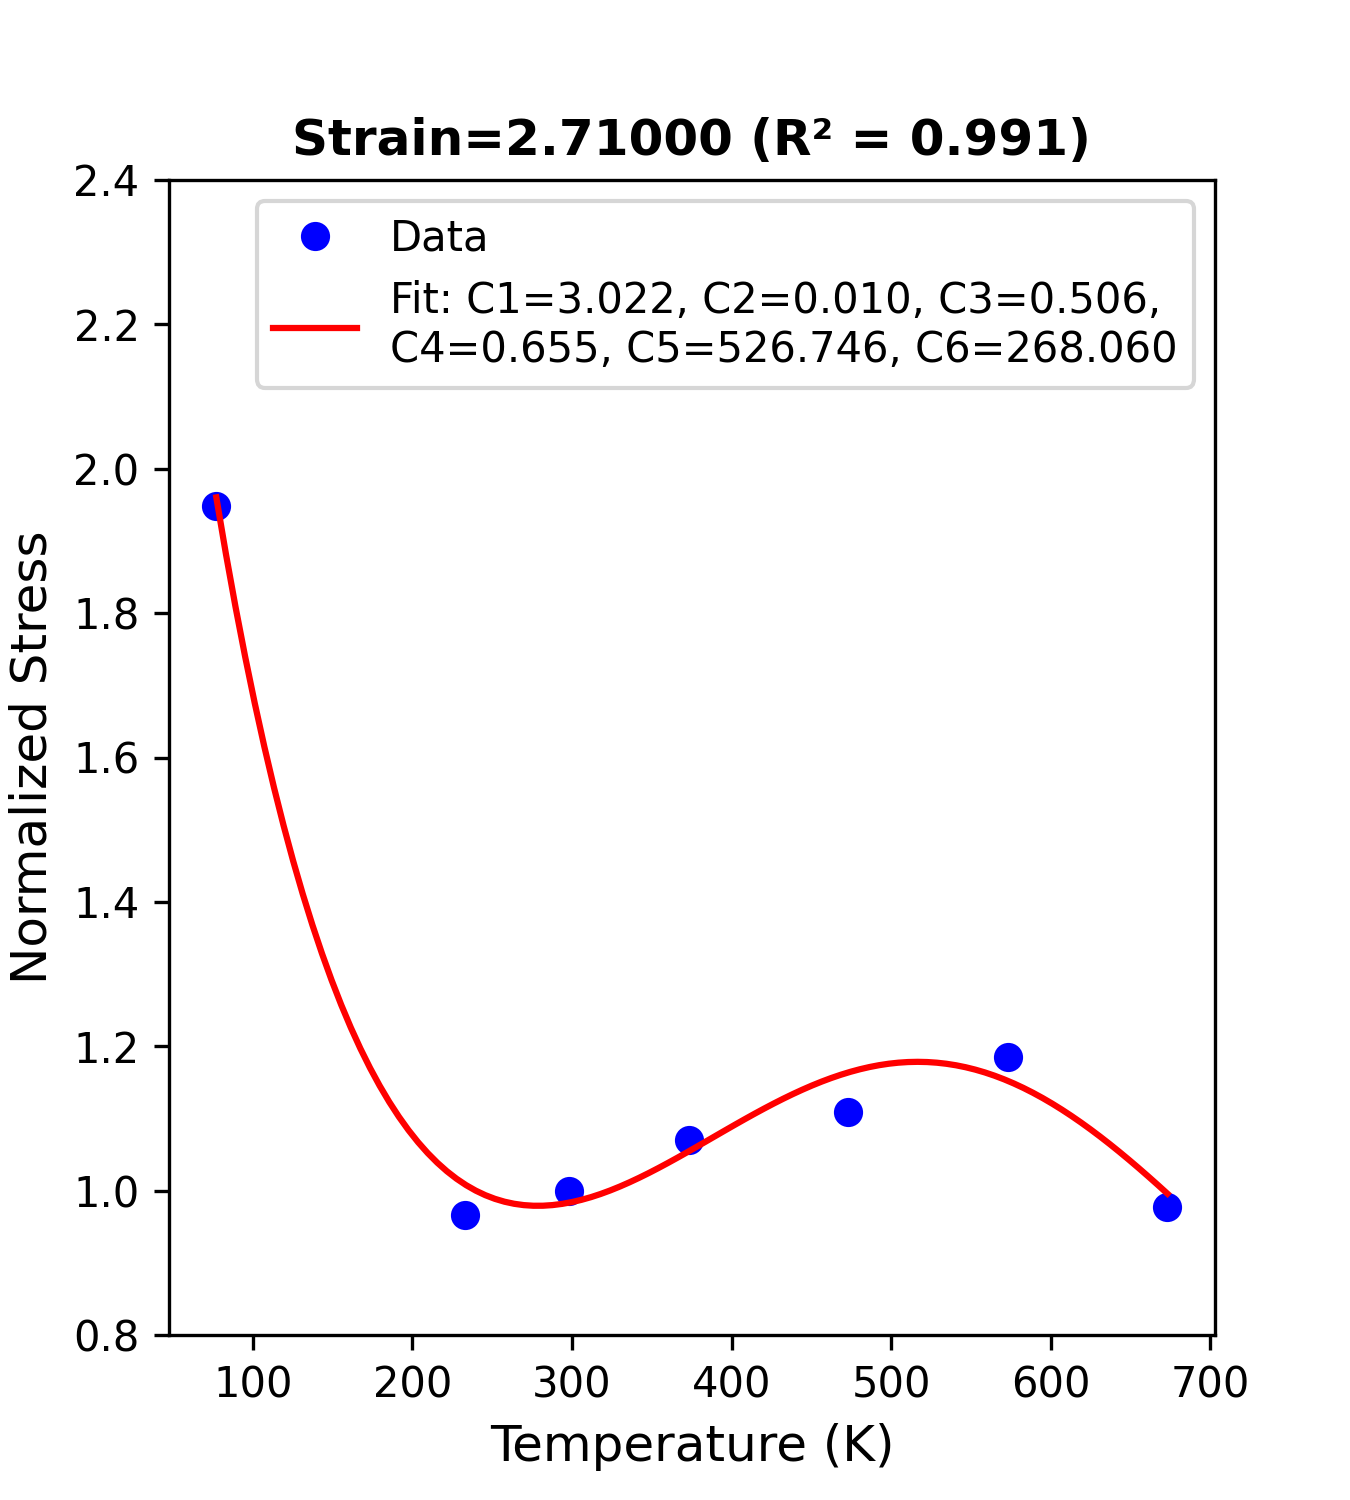 Strain=2.71000 (R² = 0.991)
Data
Fit: C1=3.022, C2=0.010, C3=0.506,
C4=0.655, C5=526.746, C6=268.060
Normalized Stress
2.4
2.2
2.0
1.8
1.6
1.4
1.2
1.0
0.8
100 200 300 400 500 600 700
Temperature (K)